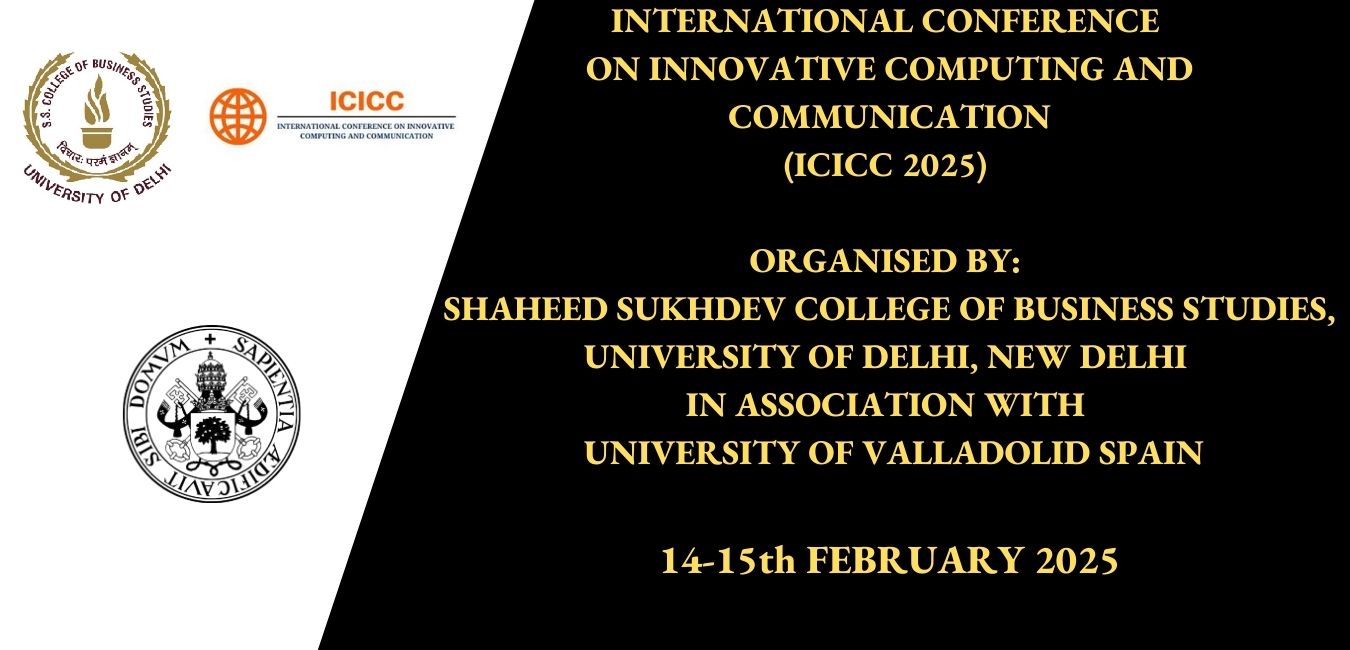 S.S. COLLEGE OF BUSINESS STUDIES
विचारः परमं ज्ञानम्
UNIVERSITY OF DELHI
ICICC
INTERNATIONAL CONFERENCE ON INNOVATIVE
COMPUTING AND COMMUNICATION
SAPIENTIA ÆDIFICAVIT SIBI DOMVM
INTERNATIONAL CONFERENCE
ON INNOVATIVE COMPUTING AND
COMMUNICATION
(ICICC 2025)
ORGANISED BY:
SHAHEED SUKHDEV COLLEGE OF BUSINESS STUDIES,
UNIVERSITY OF DELHI, NEW DELHI
IN ASSOCIATION WITH
UNIVERSITY OF VALLADOLID SPAIN
14-15th FEBRUARY 2025